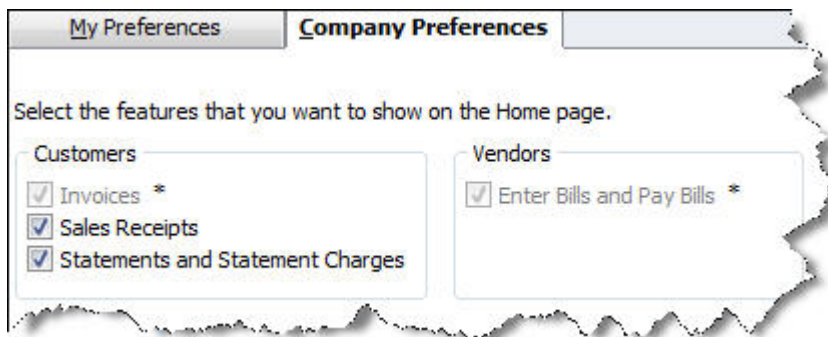 My Preferences
Company Preferences
Select the features that you want to show on the Home page.
Customers
Invoices *
Sales Receipts
Statements and Statement Charges
Vendors
Enter Bills and Pay Bills *